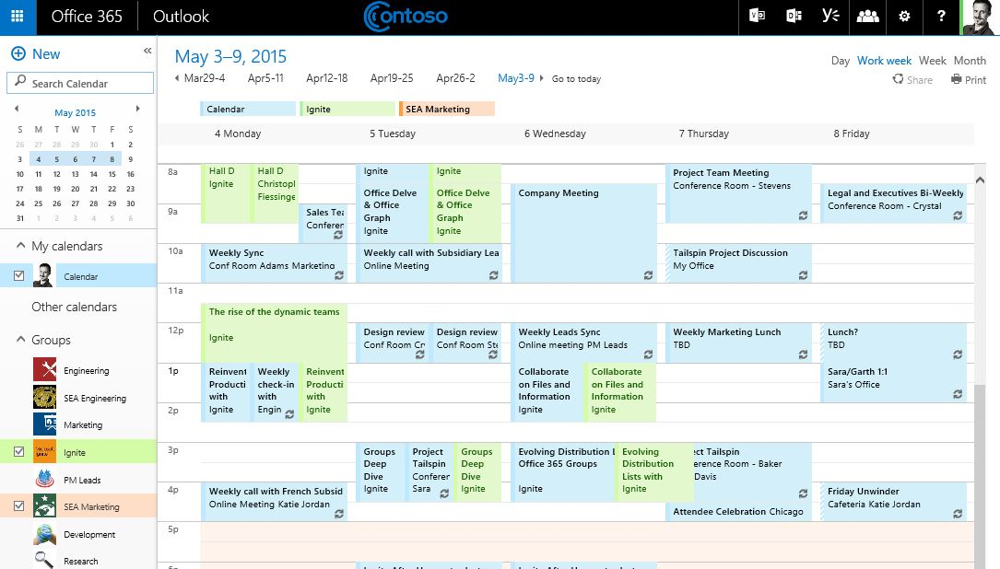 Office 365
Outlook
Contoso
?
New
«
Search Calendar
May 2015
S M T W T F S
26 27 28 29 30 1 2
3 4 5 6 7 8 9
10 11 12 13 14 15 16
17 18 19 20 21 22 23
24 25 26 27 28 29 30
31 1 2 3 4 5 6
My calendars
Calendar
Other calendars
Groups
Engineering
SEA Engineering
Marketing
Ignite
PM Leads
SEA Marketing
Development
Research
May 3–9, 2015
Day Work week Week Month
Mar29-4 Apr5-11 Apr12-18 Apr19-25 Apr26-2 May3-9 Go to today
Share Print
Calendar
Ignite
SEA Marketing
4 Monday
5 Tuesday
6 Wednesday
7 Thursday
8 Friday
8a
9a
10a
11a
12p
1p
2p
3p
4p
5p
Hall D
Ignite
Hall D
Christopl
Fiessinge
Sales Tea
Conferen
Weekly Sync
Conf Room Adams Marketing
The rise of the dynamic teams
Ignite
Reinvent
Producti
with
Ignite
Weekly
check-in
with
Engin
Reinvent
Producti
with
Ignite
Weekly call with French Subsid
Online Meeting Katie Jordan
Ignite
Office Delve
& Office
Graph
Ignite
Ignite
Office Delve
& Office
Graph
Ignite
Weekly call with Subsidiary Lea
Online Meeting
Design review
Conf Room Cr
Design review
Conf Room Ste
Groups
Deep
Dive
Ignite
Project
Tailspin
Conferen
Sara
Groups
Deep
Dive
Ignite
Company Meeting
Weekly Leads Sync
Online meeting PM Leads
Collaborate
on Files and
Information
Ignite
Collaborate
on Files and
Information
Ignite
Evolving Distribution L
Office 365 Groups
Ignite
Evolving
Distribution
Lists with
Ignite
Project Team Meeting
Conference Room - Stevens
Tailspin Project Discussion
My Office
Weekly Marketing Lunch
TBD
ect Tailspin
erence Room - Baker
Davis
Attendee Celebration Chicago
Legal and Executives Bi-Weekly
Conference Room - Crystal
Lunch?
TBD
Sara/Garth 1:1
Sara's Office
Friday Unwinder
Cafeteria Katie Jordan